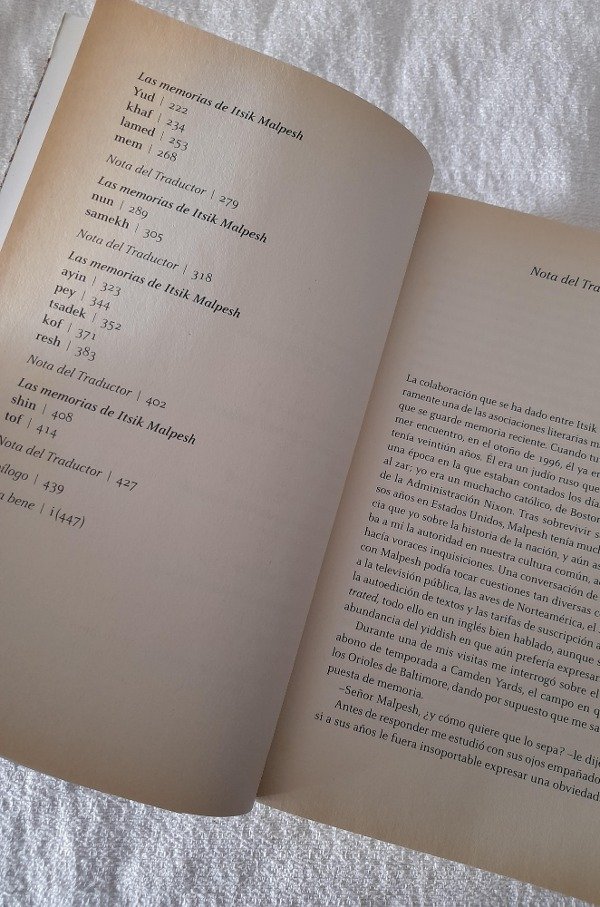 Las memorias de Itsik Malpesh
Yud | 222
khaf | 234
lamed | 253
mem | 268
Nota del Traductor | 279
Las memorias de Itsik Malpesh
nun | 289
samekh | 305
Nota del Traductor | 318
Las memorias de Itsik Malpesh
ayin | 323
pey | 344
tsadek | 352
kof | 371
resh | 383
Nota del Traductor | 402
Las memorias de Itsik Malpesh
shin | 408
tof | 414
Nota del Traductor | 427
ílogo | 439
bene | i (447)
Nota del Tra
La colaboración que se ha dado entre Itsik
ramente una de las asociaciones literarias m
que se guarde memoria reciente. Cuando tu
mer encuentro, en el otoño de 1996, él ya er
tenía veintiún años. Él era un judío ruso que
una época en la que estaban contados los día
al zar; yo era un muchacho católico, de Bosto
de la Administración Nixon. Tras sobrevivir s
sos años en Estados Unidos, Malpesh tenía much
cia que yo sobre la historia de la nación, y aún as
ba a mí la autoridad en nuestra cultura común, a
hacía voraces inquisiciones. Una conversación de
con Malpesh podía tocar cuestiones tan diversas c
a la televisión pública, las aves de Norteamérica, el
la autoedición de textos y las tarifas de suscripción a
trated, todo ello en un inglés bien hablado, aunque s
abundancia del yiddish en que aún prefería expresar
Durante una de mis visitas me interrogó sobre el
abono de temporada a Camden Yards, el campo en q
los Orioles de Baltimore, dando por supuesto que me sa
puesta de memoria.
–Señor Malpesh, ¿y cómo quiere que lo sepa? –le dije
Antes de responder me estudió con sus ojos empañado
si a sus años le fuera insoportable expresar una obviedad